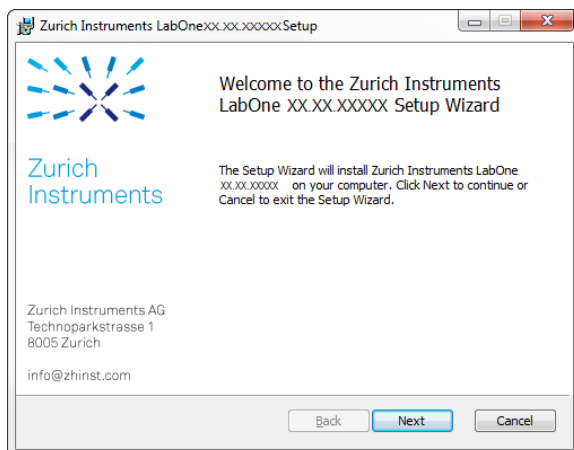 Zurich Instruments LabOneXX.XX.XXXXXSetup
Welcome to the Zurich Instruments
LabOne XX.XX.XXXXX Setup Wizard
Zurich
Instruments
The Setup Wizard will install Zurich Instruments LabOne
XX.XX.XXXXX on your computer. Click Next to continue or
Cancel to exit the Setup Wizard.
Zurich Instruments AG
Technoparkstrasse 1
8005 Zurich
info@zhinst.com
Back Next Cancel